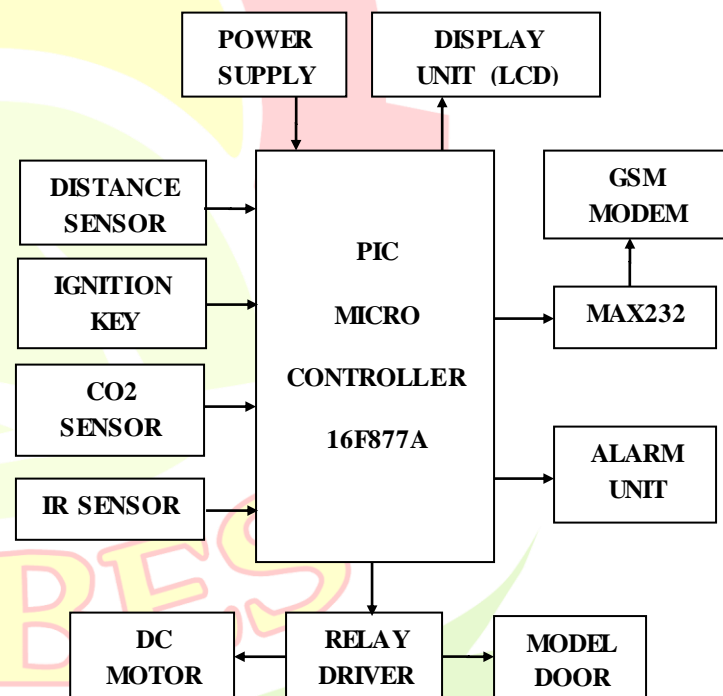 POWER
SUPPLY
DISPLAY
UNIT (LCD)
DISTANCE
SENSOR
IGNITION
KEY
CO2
SENSOR
IR SENSOR
PIC
MICRO
CONTROLLER
16F877A
GSM
MODEM
MAX232
ALARM
UNIT
DC
MOTOR
RELAY
DRIVER
MODEL
DOOR
BES